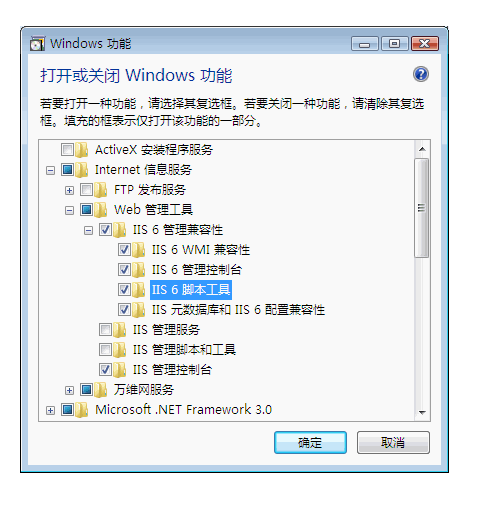 Windows 功能
打开或关闭 Windows 功能
若要打开一种功能，请选择其复选框。若要关闭一种功能，请清除其复选
框。填充的框表示仅打开该功能的一部分。
ActiveX 安装程序服务
Internet 信息服务
FTP 发布服务
Web 管理工具
IIS 6 管理兼容性
IIS 6 WMI 兼容性
IIS 6 管理控制台
IIS 6 脚本工具
IIS 元数据库和 IIS 6 配置兼容性
IIS 管理服务
IIS 管理脚本和工具
IIS 管理控制台
万维网服务
Microsoft .NET Framework 3.0
确定 取消